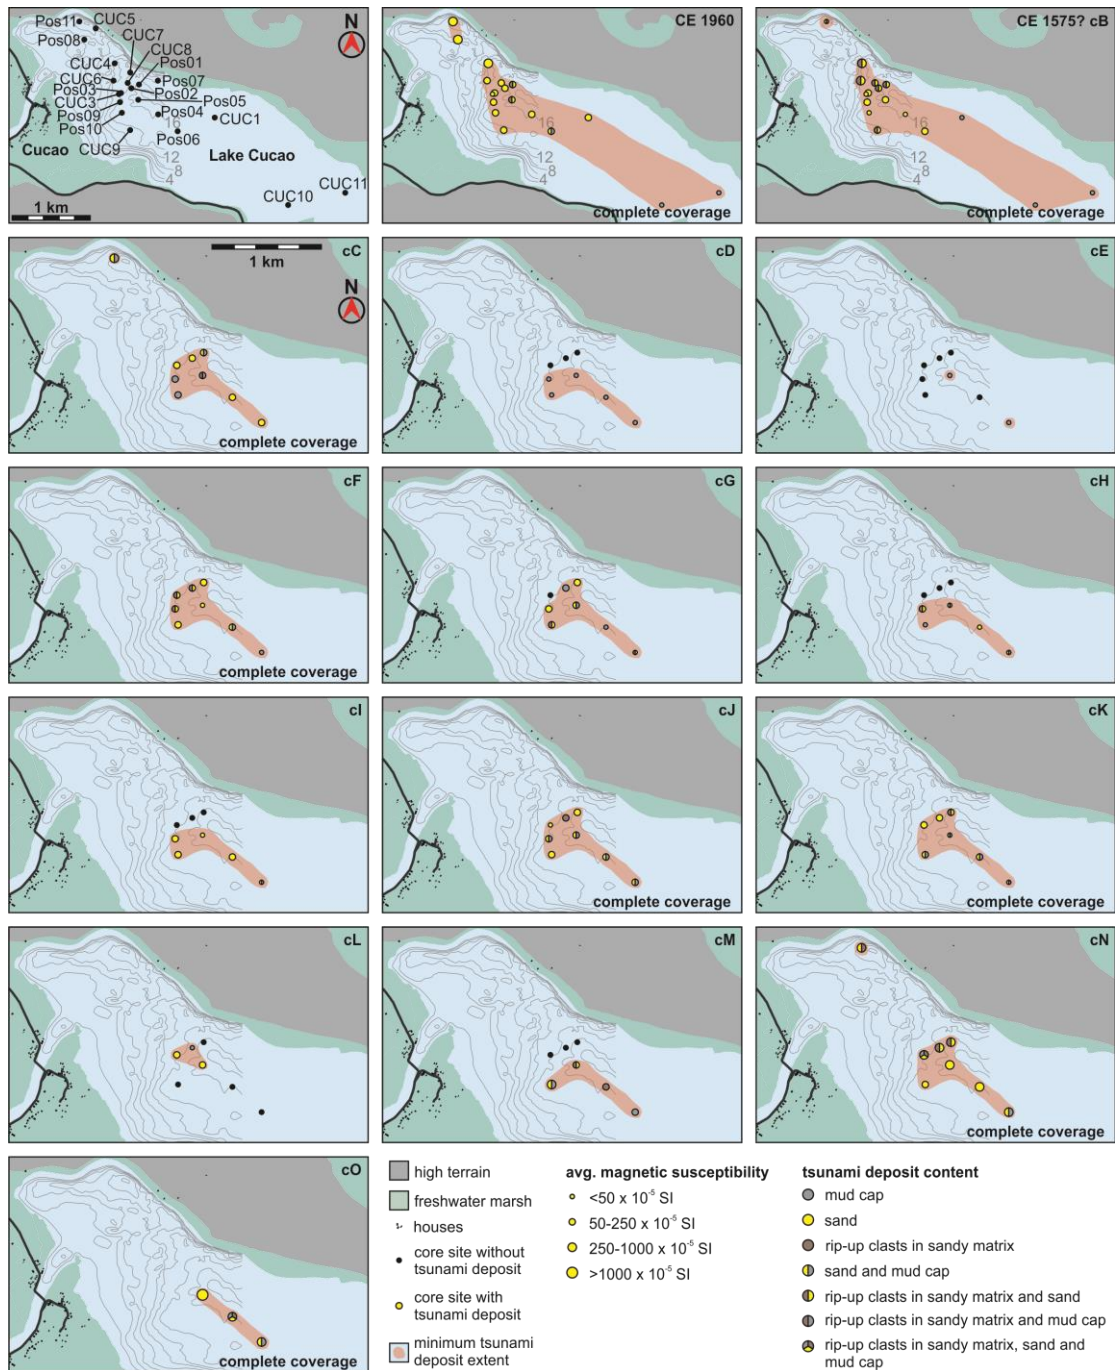 Pos11
CUC5
Pos08
CUC7
CUC8
CUC4
Pos01
CUC6
Pos07
Pos03
Pos02
CUC3
Pos05
Pos09
Pos04
Pos10
CUC1
16
Pos06
Cucao
CUC9
Lake Cucao
12
8
4
CUC11
CUC10
1 km
N
CE 1960
16
12
8
4
complete coverage
CE 1575? cB
16
12
8
4
complete coverage
cC
1 km
N
complete coverage
cD
cE
cF
complete coverage
cG
complete coverage
cH
cI
cJ
complete coverage
cK
complete coverage
cL
cM
cN
complete coverage
cO
complete coverage
high terrain
freshwater marsh
houses
core site without
tsunami deposit
core site with
tsunami deposit
minimum tsunami
deposit extent
avg. magnetic susceptibility
<50 x 10⁻⁵ SI
50-250 x 10⁻⁵ SI
250-1000 x 10⁻⁵ SI
>1000 x 10⁻⁵ SI
tsunami deposit content
mud cap
sand
rip-up clasts in sandy matrix
sand and mud cap
rip-up clasts in sandy matrix and sand
rip-up clasts in sandy matrix and mud cap
rip-up clasts in sandy matrix, sand and
mud cap